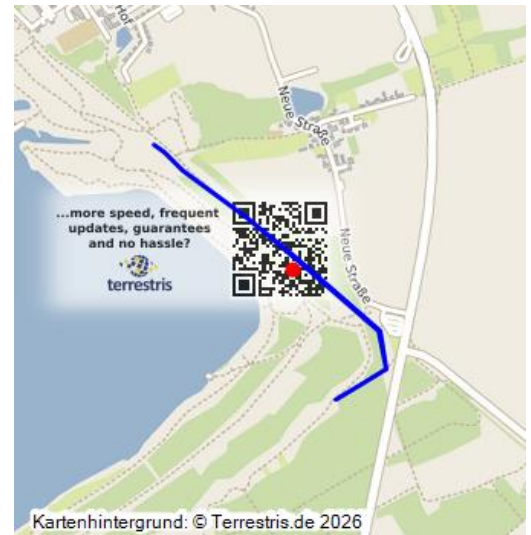 Hof
Neue Straße
...more speed, frequent
updates, guarantees
and no hassle?
terrestris
Neue Straße
Kartenhintergrund: © Terrestris.de 2026